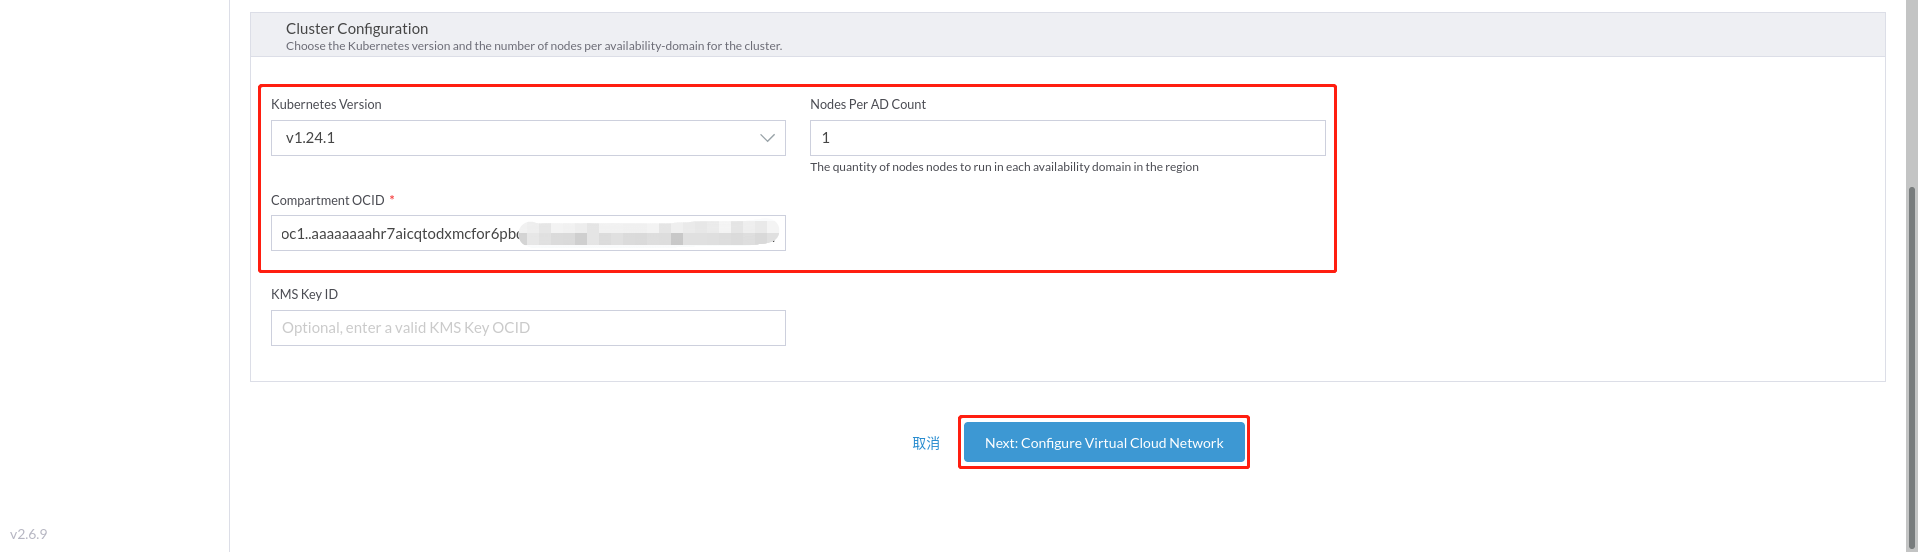 Cluster Configuration
Choose the Kubernetes version and the number of nodes per availability-domain for the cluster.
Kubernetes Version
Nodes Per AD Count
v1.24.1
1
The quantity of nodes nodes to run in each availability domain in the region
Compartment OCID *
oc1..aaaaaaaahr7aicqtodxmcfor6pb
KMS Key ID
Optional, enter a valid KMS Key OCID
取消
Next: Configure Virtual Cloud Network
v2.6.9